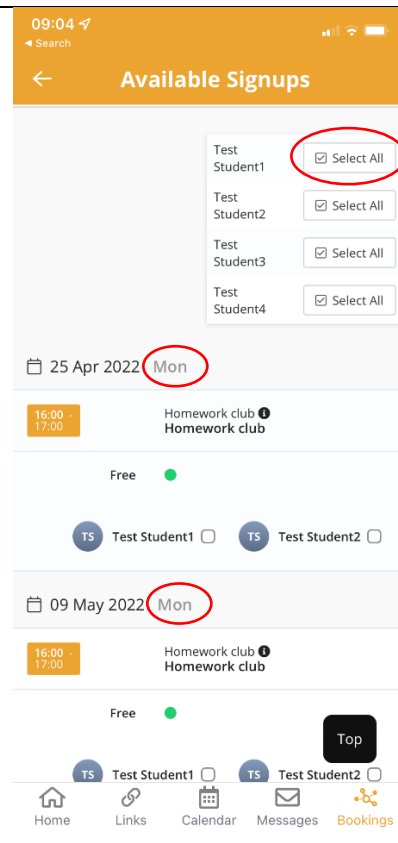 09:04
◄ Search
Available Signups
Test
Student1
Select All
Test
Student2
Select All
Test
Student3
Select All
Test
Student4
Select All
25 Apr 2022 Mon
16:00 -
17:00
Homework club
Homework club
Free
TS Test Student1 TS Test Student2
09 May 2022 Mon
16:00 -
17:00
Homework club
Homework club
Free
Top
TS Test Student1 TS Test Student2
Home Links Calendar Messages Bookings